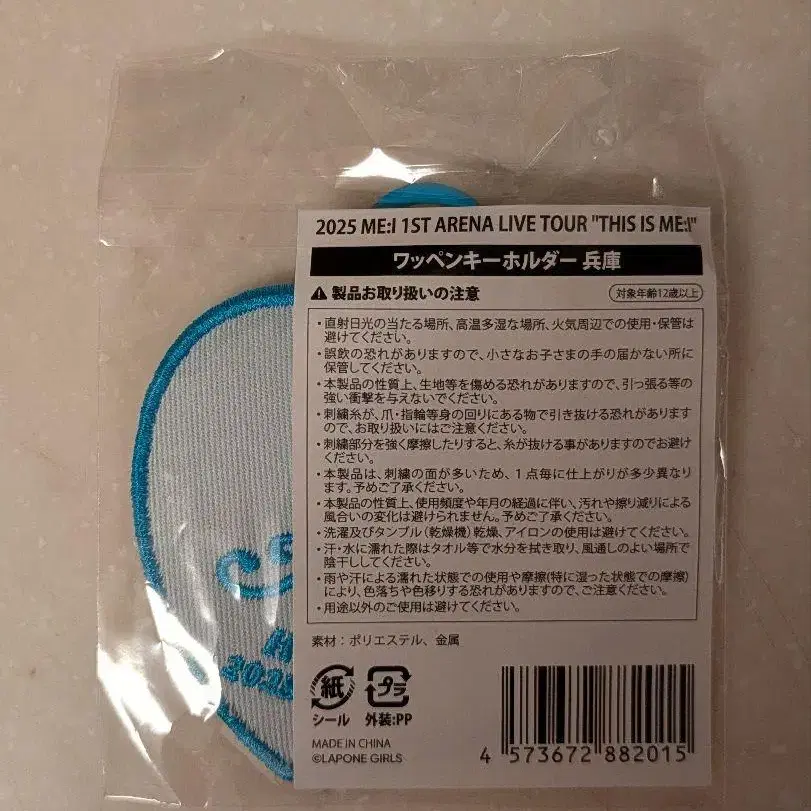 2025 ME:I 1ST ARENA LIVE TOUR "THIS IS ME:I"
ワッペンキーホルダー 兵庫
製品お取り扱いの注意
対象年齢12歳以上
・直射日光の当たる場所、高温多湿な場所、火気周辺での使用・保管は
避けてください。
・誤飲の恐れがありますので、小さなお子さまの手の届かない所に
保管してください。
・本製品の性質上、生地等を傷める恐れがありますので、引っ張る等の
強い衝撃を与えないでください。
・刺繍糸が、爪・指輪等身の回りにある物で引き抜ける恐れがあります
ので、お取り扱いにはご注意ください。
・刺繍部分を強く摩擦したりすると、糸が抜ける事がありますのでお避け
ください。
・本製品は、刺繍の面が多いため、1点毎に仕上がりが多少異なり
ます。予めご了承ください。
・本製品の性質上、使用頻度や年月の経過に伴い、汚れや擦り減りによる
風合いの変化は避けられません。予めご了承ください。
・洗濯及びタンブル(乾燥機)乾燥、アイロンの使用は避けてください。
・汗・水に濡れた際はタオル等で水分を拭き取り、風通しのよい場所で
陰干ししてください。
・雨や汗による濡れた状態での使用や摩擦(特に湿った状態での摩擦)
により、色落ちや色移りする恐れがありますので、ご注意ください。
・用途以外のご使用は避けてください。
素材：ポリエステル、金属
紙 プラ
シール 外装:PP
MADE IN CHINA
©LAPONE GIRLS
4 573672 882015